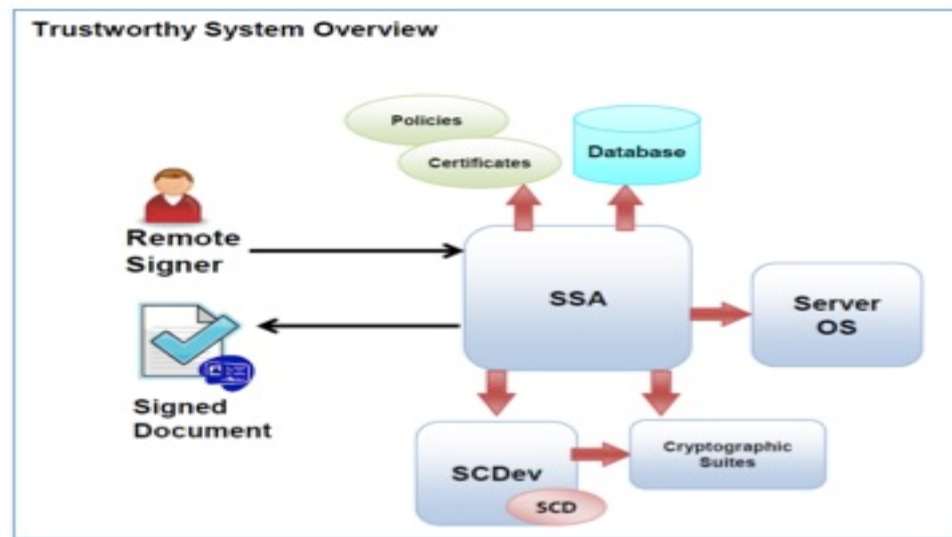 Trustworthy System Overview
Policies
Certificates
Database
Remote
Signer
SSA
Server
OS
Signed
Document
SCDev
SCD
Cryptographic
Suites